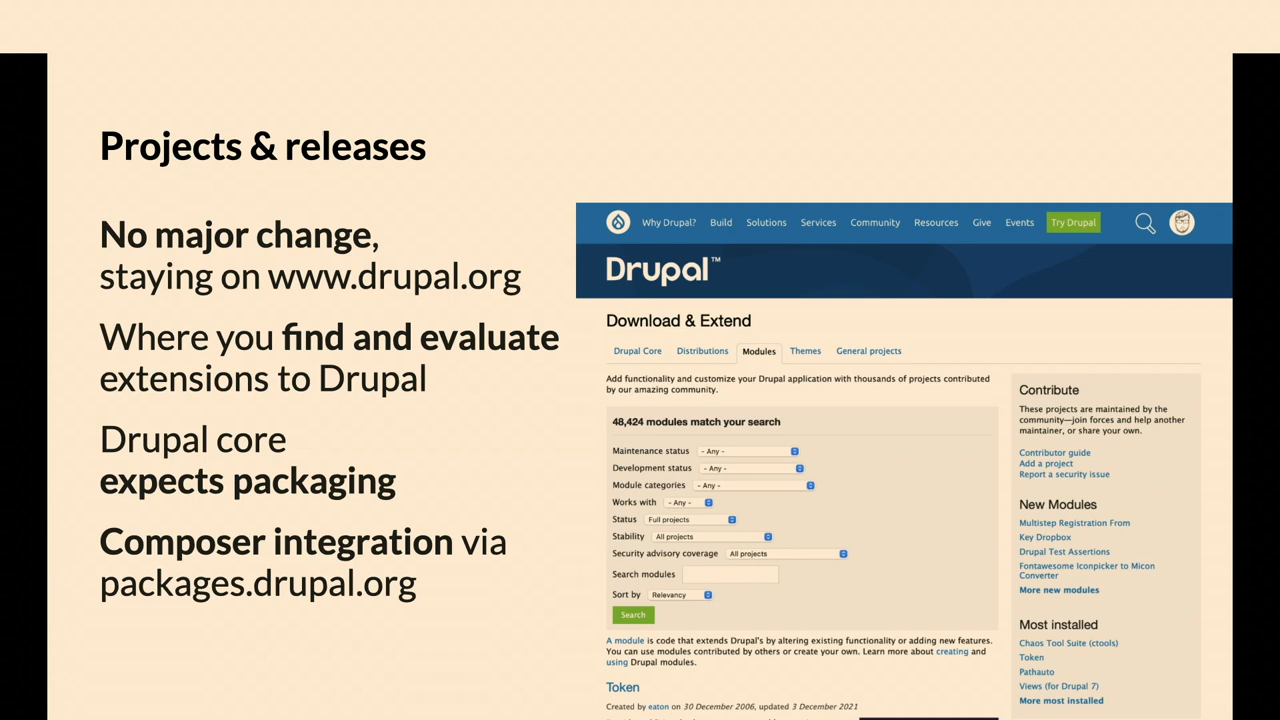 Projects & releases
No major change,
staying on www.drupal.org
Where you find and evaluate
extensions to Drupal
Drupal core
expects packaging
Composer integration via
packages.drupal.org
Why Drupal? Build Solutions Services Community Resources Give Events Try Drupal
Drupal™
Download & Extend
Drupal Core Distributions Modules Themes General projects
Add functionality and customize your Drupal application with thousands of projects contributed
by our amazing community.
48,424 modules match your search
Maintenance status - Any -
Development status - Any -
Module categories - Any -
Works with - Any -
Status Full projects
Stability All projects
Security advisory coverage All projects
Search modules
Sort by Relevancy
Search
A module is code that extends Drupal's by altering existing functionality or adding new features.
You can use modules contributed by others or create your own. Learn more about creating and
using Drupal modules.
Token
Created by eaton on 30 December 2006, updated 3 December 2021
Contribute
These projects are maintained by the
community—join forces and help another
maintainer, or share your own.
Contributor guide
Add a project
Report a security issue
New Modules
Multistep Registration From
Key Dropbox
Drupal Test Assertions
Fontawesome Iconpicker to Micon
Converter
More new modules
Most installed
Chaos Tool Suite (ctools)
Token
Pathauto
Views (for Drupal 7)
More most installed